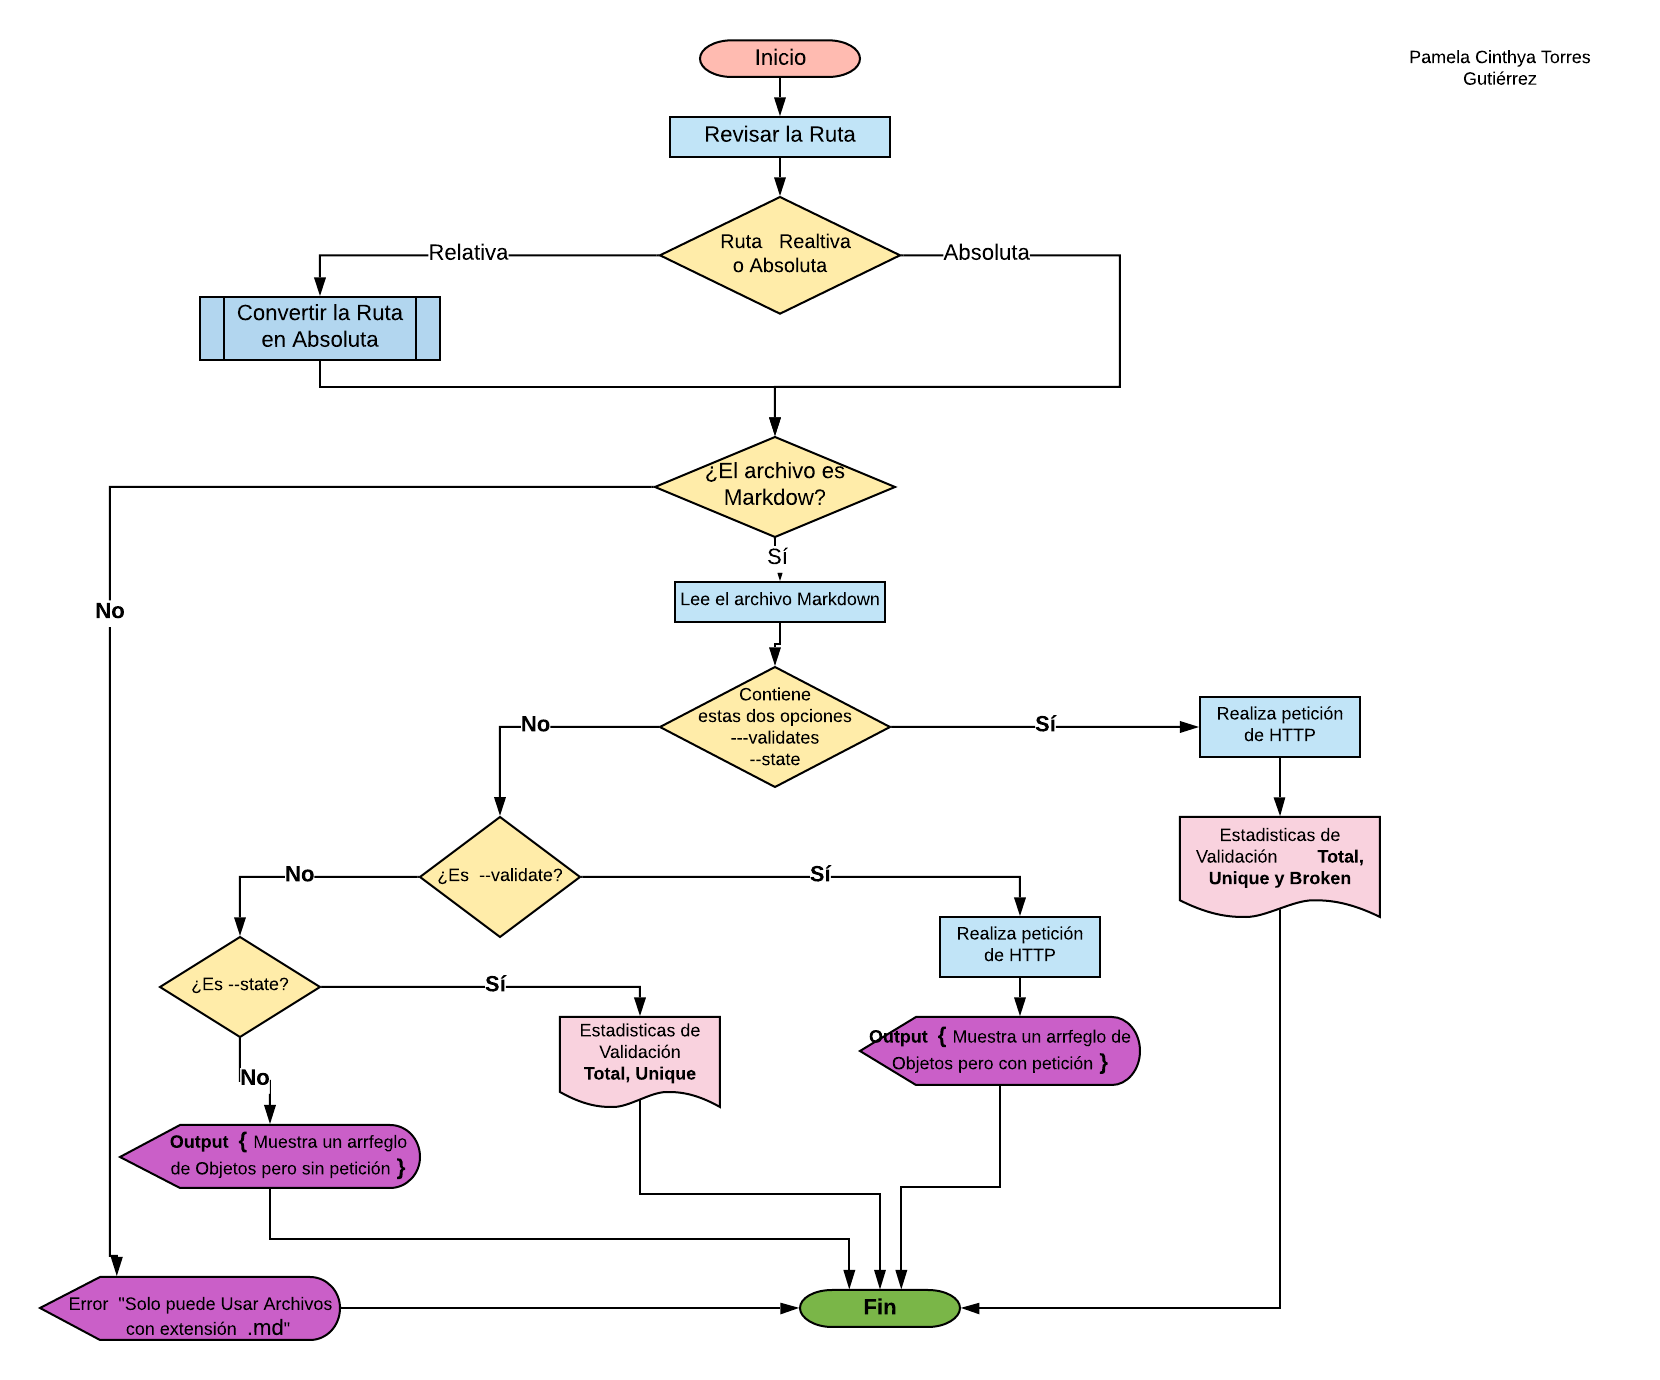 Inicio
Pamela Cinthya Torres
Gutiérrez
Revisar la Ruta
Ruta Realtiva
o Absoluta
Relativa
Absoluta
Convertir la Ruta
en Absoluta
¿El archivo es
Markdow?
Sí
No
Lee el archivo Markdown
Contiene
estas dos opciones
---validates
--state
No
Sí
Realiza petición
de HTTP
Estadisticas de
Validación Total,
Unique y Broken
¿Es --validate?
No
Sí
Realiza petición
de HTTP
¿Es --state?
Sí
No
Estadisticas de
Validación
Total, Unique
Output { Muestra un arrfeglo de
Objetos pero con petición }
Output { Muestra un arrfeglo
de Objetos pero sin petición }
Error "Solo puede Usar Archivos
con extensión .md"
Fin